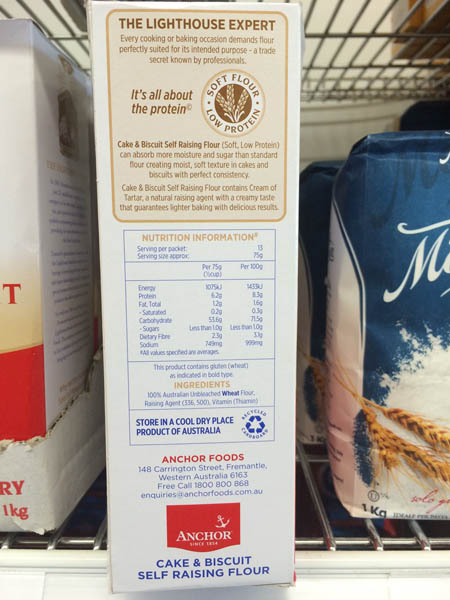 THE LIGHTHOUSE EXPERT
Every cooking or baking occasion demands flour
perfectly suited for its intended purpose - a trade
secret known by professionals.
It's all about
the protein©
SOFT FLOUR
LOW PROTEIN
Cake & Biscuit Self Raising Flour (Soft, Low Protein)
can absorb more moisture and sugar than standard
flour creating moist, soft texture in cakes and
biscuits with perfect consistency.
Cake & Biscuit Self Raising Flour contains Cream of
Tartar, a natural raising agent with a creamy taste
that guarantees lighter baking with delicious results.
NUTRITION INFORMATION#
Serving per packet: 13
Serving size approx: 75g
Per 75g Per 100g
(½cup)
Energy 1075kJ 1433kJ
Protein 6.2g 8.3g
Fat, Total 1.2g 1.6g
- Saturated 0.2g 0.3g
Carbohydrate 53.6g 71.5g
- Sugars Less than 1.0g Less than 1.0g
Dietary Fibre 2.3g 3.1g
Sodium 749mg 999mg
#All values specified are averages.
This product contains gluten (wheat)
as indicated in bold type.
INGREDIENTS
100% Australian Unbleached Wheat Flour,
Raising Agent (336, 500), Vitamin (Thiamin)
STORE IN A COOL DRY PLACE
PRODUCT OF AUSTRALIA
RECYCLED
CARDBOARD
ANCHOR FOODS
148 Carrington Street, Fremantle,
Western Australia 6163
Free Call 1800 800 868
enquiries@anchorfoods.com.au
ANCHOR
SINCE 1854
CAKE & BISCUIT
SELF RAISING FLOUR
T
RY
1kg
1Kg